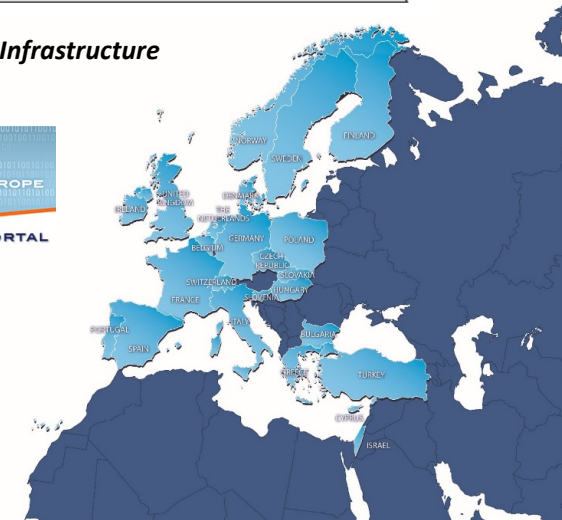 Infrastructure
ROPE
RTAL
NORWAY
FINLAND
SWEDEN
DENMARK
UNITED
KINGDOM
IRELAND
THE
NETHERLANDS
BELGIUM
GERMANY
POLAND
CZECH
REPUBLIC
SLOVAKIA
SWITZERLAND
HUNGARY
SLOVENIA
FRANCE
ITALY
PORTUGAL
SPAIN
BULGARIA
GREECE
TURKEY
CYPRUS
ISRAEL